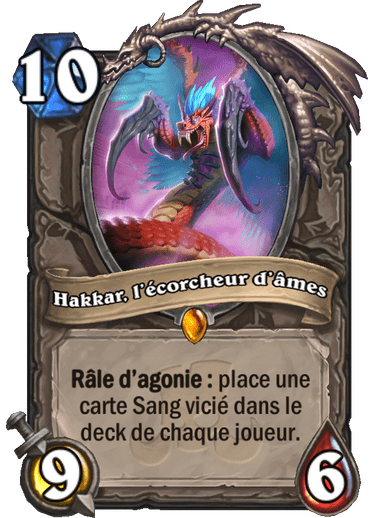 10
Hakkar, l'écorcheur d'âmes
Râle d'agonie : place une
carte Sang vicié dans le
deck de chaque joueur.
9
6